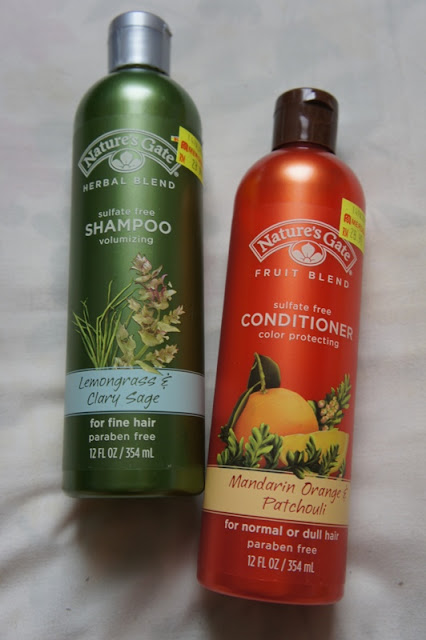 Nature's Gate
HERBAL BLEND
sulfate free
SHAMPOO
volumizing
Lemongrass &
Clary Sage
for fine hair
paraben free
12 FL OZ / 354 mL
Nature's Gate
FRUIT BLEND
sulfate free
CONDITIONER
color protecting
Mandarin Orange &
Patchouli
for normal or dull hair
paraben free
12 FL OZ / 354 mL